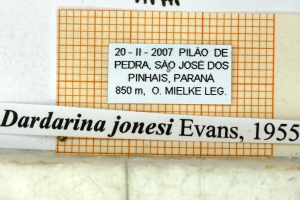 20 - II - 2007 PILÃO DE
PEDRA, SÃO JOSÉ DOS
PINHAIS, PARANÁ
850 m, O. MIELKE LEG.
Dardarina jonesi Evans, 1955